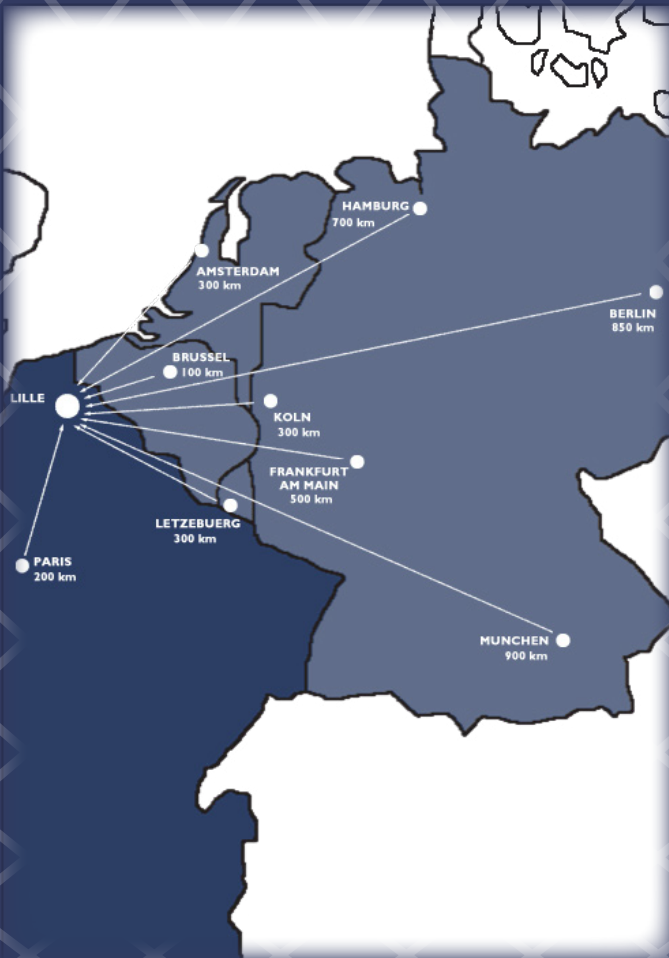 HAMBURG
700 km
AMSTERDAM
300 km
BERLIN
850 km
BRUSSEL
100 km
LILLE
KOLN
300 km
FRANKFURT
AM MAIN
500 km
LETZEBUERG
300 km
PARIS
200 km
MUNCHEN
900 km